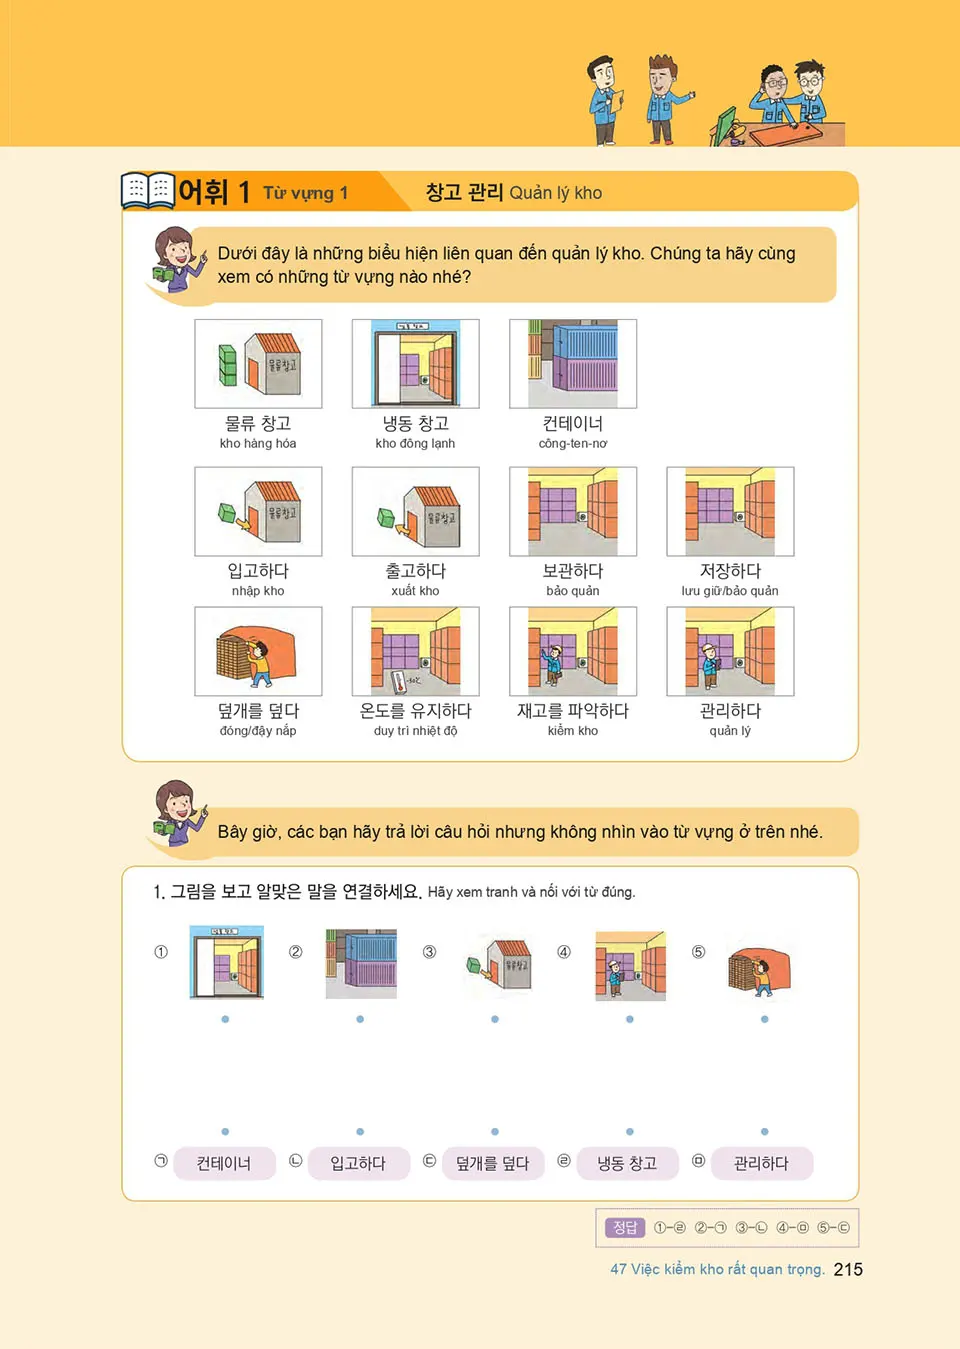 어휘 1 Từ vựng 1 창고 관리 Quản lý kho
Dưới đây là những biểu hiện liên quan đến quản lý kho. Chúng ta hãy cùng
xem có những từ vựng nào nhé?
물류창고
냉동 창고
물류 창고
kho hàng hóa
냉동 창고
kho đông lạnh
컨테이너
công-ten-nơ
물류창고
물류창고
입고하다
nhập kho
출고하다
xuất kho
보관하다
bảo quản
저장하다
lưu giữ/bảo quản
-30℃
덮개를 덮다
đóng/đậy nắp
온도를 유지하다
duy trì nhiệt độ
재고를 파악하다
kiểm kho
관리하다
quản lý
Bây giờ, các bạn hãy trả lời câu hỏi nhưng không nhìn vào từ vựng ở trên nhé.
1. 그림을 보고 알맞은 말을 연결하세요. Hãy xem tranh và nối với từ đúng.
① ② ③ ④ ⑤
냉동 창고
물류창고
㉠ 컨테이너 ㉡ 입고하다 ㉢ 덮개를 덮다 ㉣ 냉동 창고 ㉤ 관리하다
정답 ①-㉣ ②-㉠ ③-㉡ ④-㉤ ⑤-㉢
47 Việc kiểm kho rất quan trọng. 215